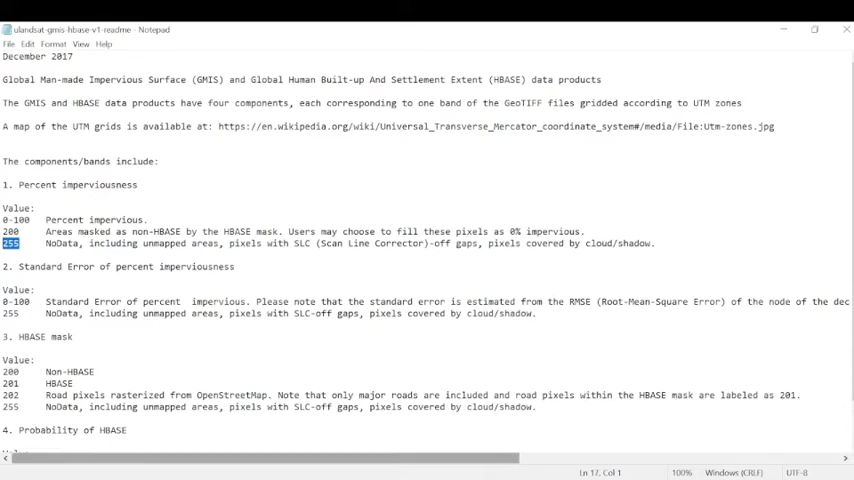 ulandsat-gmis-hbase-v1-readme - Notepad
File Edit Format View Help
December 2017
Global Man-made Impervious Surface (GMIS) and Global Human Built-up And Settlement Extent (HBASE) data products
The GMIS and HBASE data products have four components, each corresponding to one band of the GeoTIFF files gridded according to UTM zones
A map of the UTM grids is available at: https://en.wikipedia.org/wiki/Universal_Transverse_Mercator_coordinate_system#/media/File:Utm-zones.jpg
The components/bands include:
1. Percent imperviousness
Value:
0-100 Percent impervious.
200 Areas masked as non-HBASE by the HBASE mask. Users may choose to fill these pixels as 0% impervious.
255 NoData, including unmapped areas, pixels with SLC (Scan Line Corrector)-off gaps, pixels covered by cloud/shadow.
2. Standard Error of percent imperviousness
Value:
0-100 Standard Error of percent  impervious. Please note that the standard error is estimated from the RMSE (Root-Mean-Square Error) of the node of the dec
255 NoData, including unmapped areas, pixels with SLC-off gaps, pixels covered by cloud/shadow.
3. HBASE mask
Value:
200 Non-HBASE
201 HBASE
202 Road pixels rasterized from OpenStreetMap. Note that only major roads are included and road pixels within the HBASE mask are labeled as 201.
255 NoData, including unmapped areas, pixels with SLC-off gaps, pixels covered by cloud/shadow.
4. Probability of HBASE
Ln 17, Col 1 100% Windows (CRLF) UTF-8